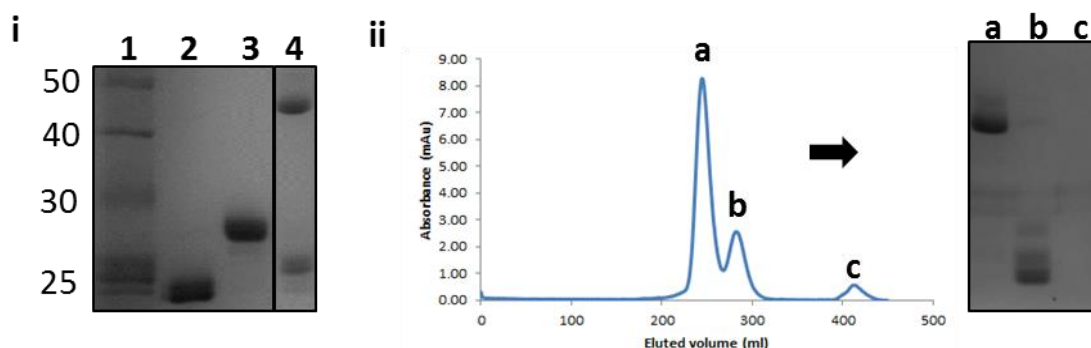 i
1 2 3 4
50
40
30
25
ii
9.00
8.00
7.00
6.00
5.00
4.00
3.00
2.00
1.00
0.00
Absorbance (mAu)
a
b
c
0 100 200 300 400 500
Eluted volume (ml)
a b c